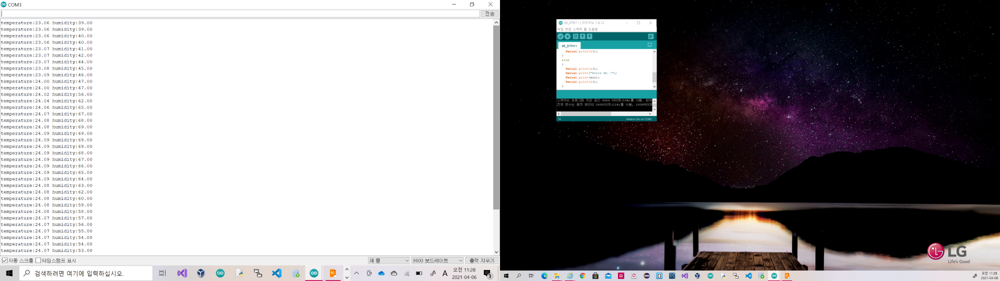 COM3
전송
temperature:23.06 humidity:39.00
temperature:23.06 humidity:39.00
temperature:23.06 humidity:40.00
temperature:23.06 humidity:40.00
temperature:23.07 humidity:41.00
temperature:23.07 humidity:42.00
temperature:23.07 humidity:44.00
temperature:23.08 humidity:45.00
temperature:23.09 humidity:46.00
temperature:24.00 humidity:47.00
temperature:24.00 humidity:47.00
temperature:24.02 humidity:56.00
temperature:24.04 humidity:62.00
temperature:24.06 humidity:65.00
temperature:24.07 humidity:67.00
temperature:24.08 humidity:68.00
temperature:24.08 humidity:69.00
temperature:24.09 humidity:69.00
temperature:24.09 humidity:69.00
temperature:24.09 humidity:69.00
temperature:24.09 humidity:68.00
temperature:24.09 humidity:67.00
temperature:24.09 humidity:66.00
temperature:24.09 humidity:65.00
temperature:24.09 humidity:64.00
temperature:24.08 humidity:63.00
temperature:24.08 humidity:62.00
temperature:24.08 humidity:60.00
temperature:24.08 humidity:59.00
temperature:24.08 humidity:58.00
temperature:24.07 humidity:57.00
temperature:24.07 humidity:56.00
temperature:24.07 humidity:55.00
temperature:24.07 humidity:54.00
temperature:24.07 humidity:54.00
temperature:24.07 humidity:53.00
자동 스크롤 타임스탬프 표시
새 줄
9600 보드레이트
출력 지우기
검색하려면 여기에 입력하십시오.
A
오전 11:28
2021-04-06
3
06_DTH11 | 아두이노 1.8.13
파일 편집 스케치 툴 도움말
06_DTH11
Serial.println();
}
else
{
Serial.println();
Serial.print("Error No :");
Serial.print(err);
Serial.println();
}
스케치는 프로그램 저장 공간 4664 바이트(14%)를 사용. 최대
전역 변수는 동적 메모리 240바이트(11%)를 사용, 1808바이트
Arduino Uno on COM3
LG
Life's Good
오전 11:28
2021-04-06